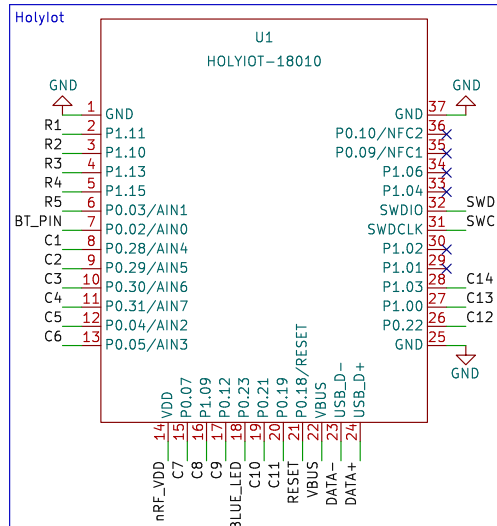 HolyIot
U1
HOLYIOT-18010
GND
GND
1 GND
GND 37
R1 2 P1.11
P0.10/NFC2 36
R2 3 P1.10
P0.09/NFC1 35
R3 4 P1.13
P1.06 34
R4 5 P1.15
P1.04 33
R5 6 P0.03/AIN1
SWDIO 32 SWD
BT_PIN 7 P0.02/AIN0
SWDCLK 31 SWC
C1 8 P0.28/AIN4
P1.02 30
C2 9 P0.29/AIN5
P1.01 29
C3 10 P0.30/AIN6
P1.03 28 C14
C4 11 P0.31/AIN7
P1.00 27 C13
C5 12 P0.04/AIN2
P0.22 26 C12
C6 13 P0.05/AIN3
GND 25
GND
VDD 14 nRF_VDD
P0.07 15 C7
P1.09 16 C8
P0.12 17 C9
P0.23 18 BLUE_LED
P0.21 19 C10
P0.19 20 C11
P0.18/RESET 21 RESET
VBUS 22 VBUS
USB_D- 23 DATA-
USB_D+ 24 DATA+